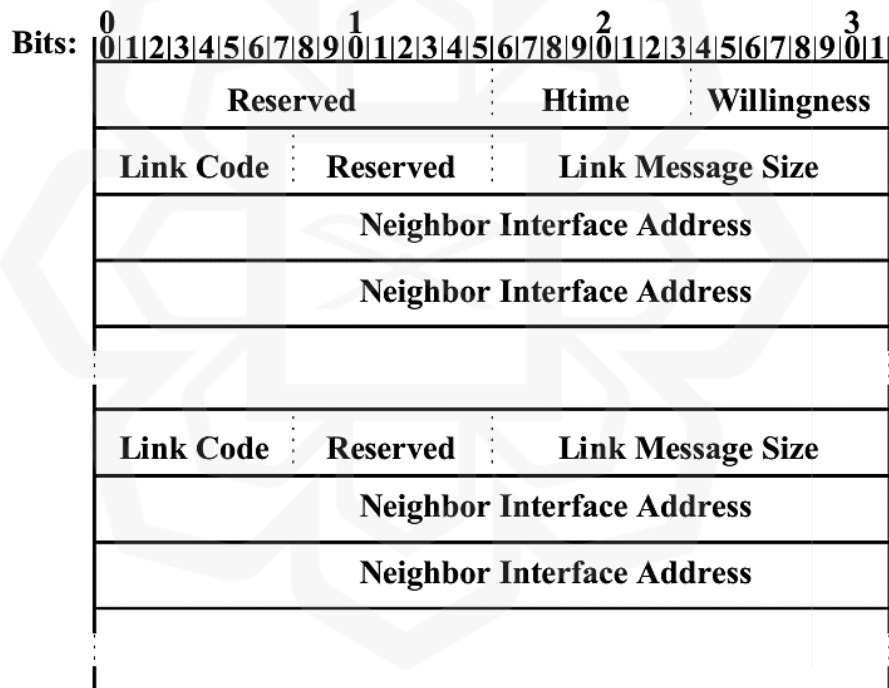 0 1 2 3
Bits: |0|1|2|3|4|5|6|7|8|9|0|1|2|3|4|5|6|7|8|9|0|1|2|3|4|5|6|7|8|9|0|1
Reserved Htime Willingness
Link Code Reserved Link Message Size
Neighbor Interface Address
Neighbor Interface Address
Link Code Reserved Link Message Size
Neighbor Interface Address
Neighbor Interface Address